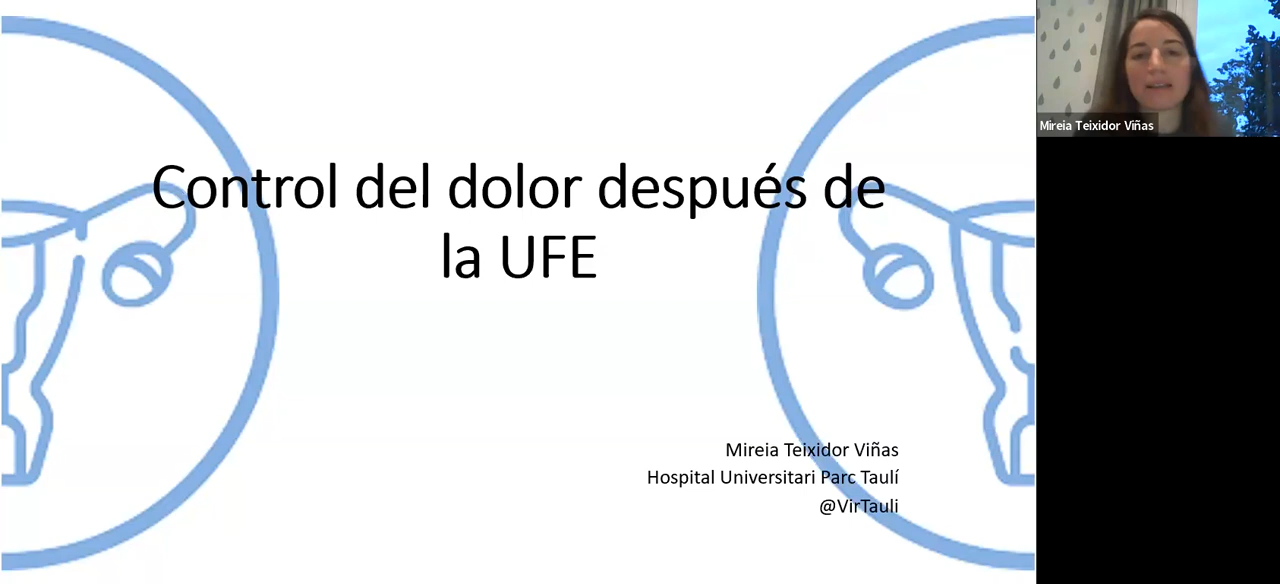 Control del dolor después de
la UFE
Mireia Teixidor Viñas
Hospital Universitari Parc Taulí
@VirTauli
Mireia Teixidor Viñas